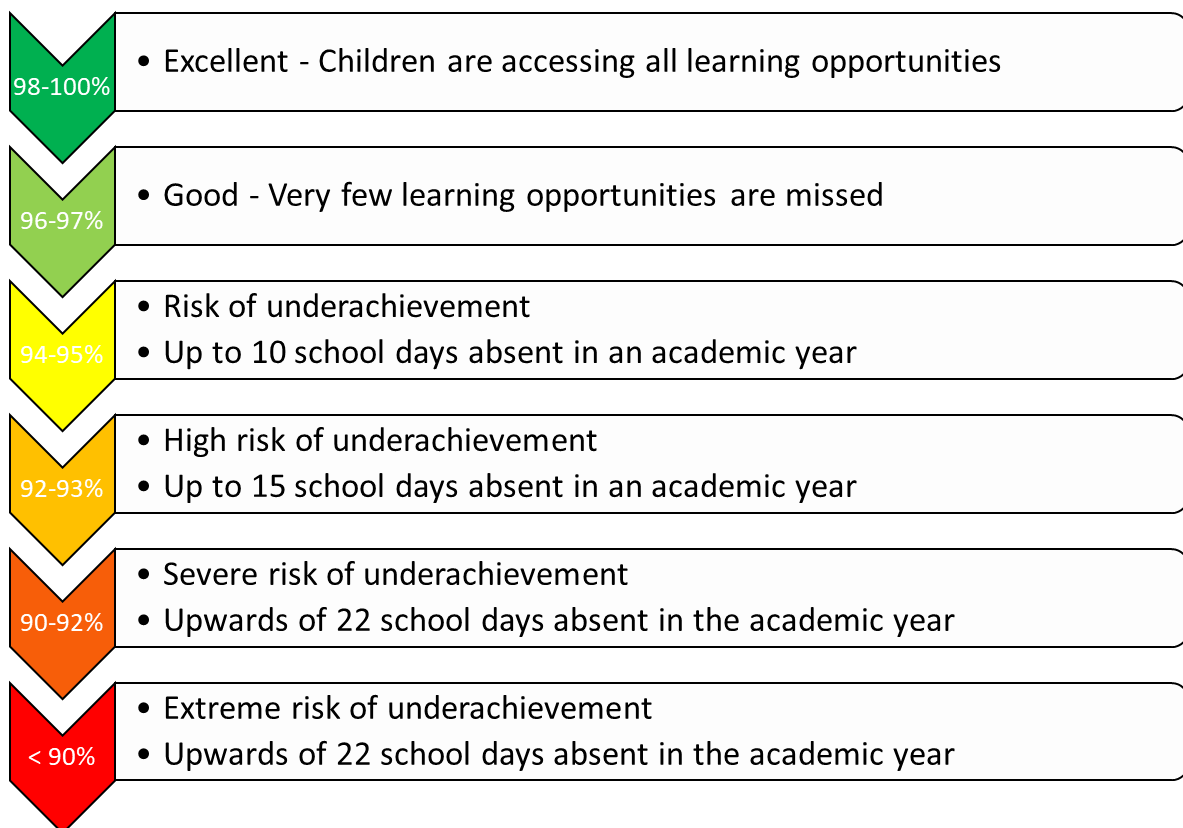 98-100%
• Excellent - Children are accessing all learning opportunities
96-97%
• Good - Very few learning opportunities are missed
94-95%
• Risk of underachievement
• Up to 10 school days absent in an academic year
92-93%
• High risk of underachievement
• Up to 15 school days absent in an academic year
90-92%
• Severe risk of underachievement
• Upwards of 22 school days absent in the academic year
< 90%
• Extreme risk of underachievement
• Upwards of 22 school days absent in the academic year